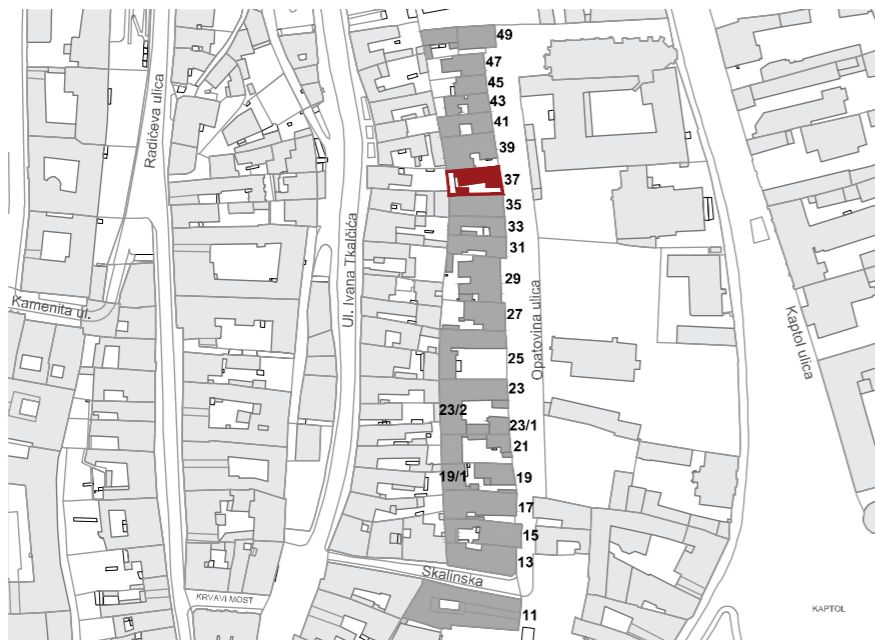 49
47
45
43
41
39
37
35
33
31
29
27
25
23
23/2
23/1
21
19/1
19
17
15
13
11
Radićeva ulica
Ul. Ivana Tkalčića
Opatovina ulica
Kaptol ulica
Kamenita ul.
Skalinska
KRVAVI MOST
KAPTOL